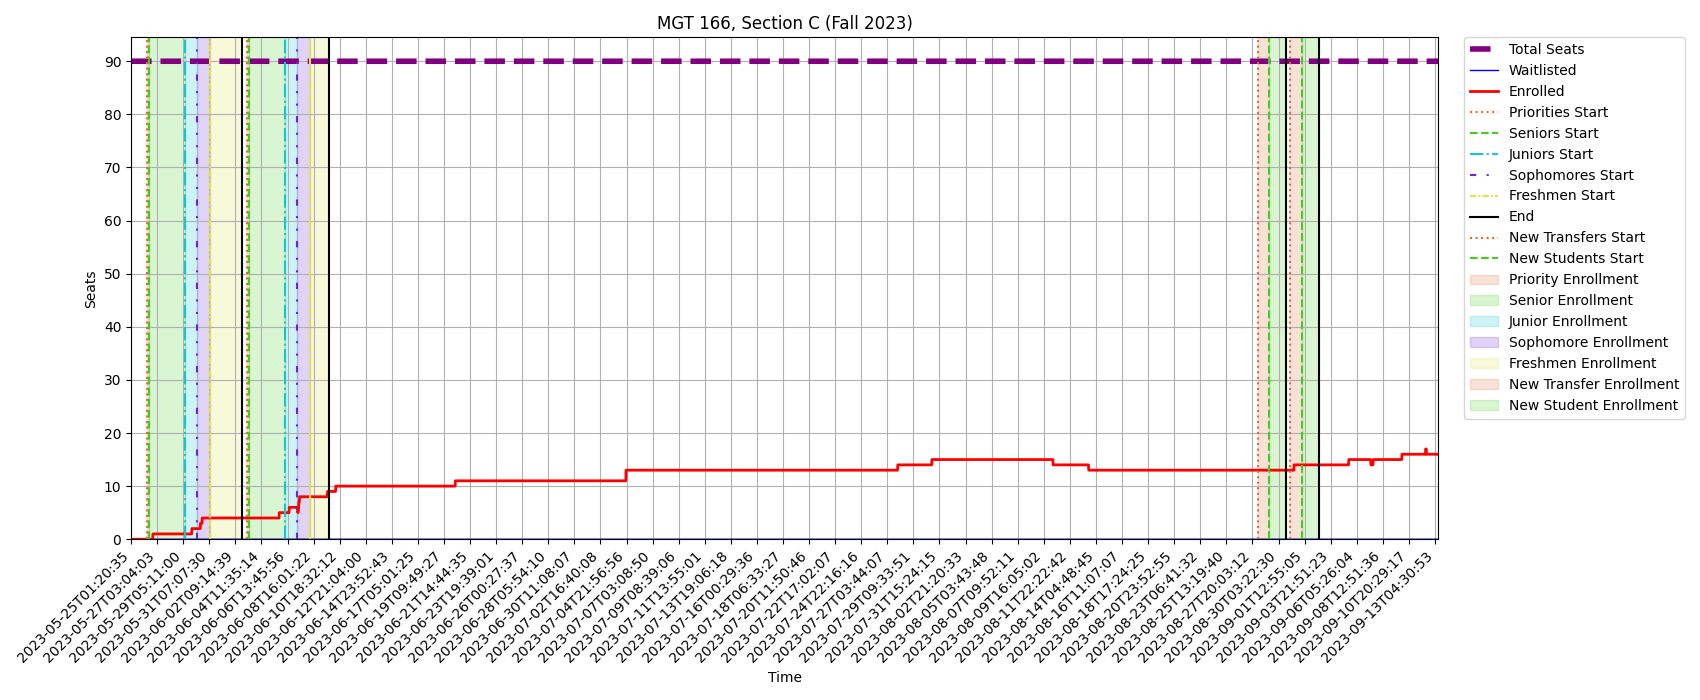 MGT 166, Section C (Fall 2023)
Seats
90
80
70
60
50
40
30
20
10
0
2023-05-25T01:20:35
2023-05-27T03:04:03
2023-05-29T05:11:00
2023-05-31T07:07:30
2023-06-02T09:14:39
2023-06-04T11:35:14
2023-06-06T13:45:56
2023-06-08T16:01:22
2023-06-10T18:32:12
2023-06-12T21:04:00
2023-06-14T23:52:43
2023-06-17T05:01:25
2023-06-19T09:49:27
2023-06-21T14:44:35
2023-06-23T19:39:01
2023-06-26T00:27:37
2023-06-28T05:54:10
2023-06-30T11:08:07
2023-07-02T16:40:08
2023-07-04T21:56:56
2023-07-07T03:08:50
2023-07-09T08:39:06
2023-07-11T13:55:01
2023-07-13T19:06:18
2023-07-16T00:29:36
2023-07-18T06:33:27
2023-07-20T11:50:46
2023-07-22T17:02:07
2023-07-24T22:16:19
2023-07-27T03:44:07
2023-07-29T09:33:51
2023-07-31T15:24:15
2023-08-02T21:20:33
2023-08-05T03:43:48
2023-08-07T09:52:11
2023-08-09T16:05:02
2023-08-11T22:22:42
2023-08-14T04:48:45
2023-08-16T11:07:07
2023-08-18T17:24:25
2023-08-20T23:52:55
2023-08-23T06:41:32
2023-08-25T13:19:40
2023-08-27T20:03:12
2023-08-30T03:22:30
2023-09-01T12:55:05
2023-09-03T21:51:23
2023-09-06T05:26:04
2023-09-08T12:51:36
2023-09-10T20:29:17
2023-09-13T04:30:53
Time
Total Seats
Waitlisted
Enrolled
Priorities Start
Seniors Start
Juniors Start
Sophomores Start
Freshmen Start
End
New Transfers Start
New Students Start
Priority Enrollment
Senior Enrollment
Junior Enrollment
Sophomore Enrollment
Freshmen Enrollment
New Transfer Enrollment
New Student Enrollment